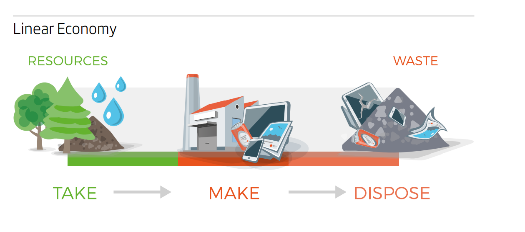 Linear Economy
RESOURCES
WASTE
TAKE
MAKE
DISPOSE